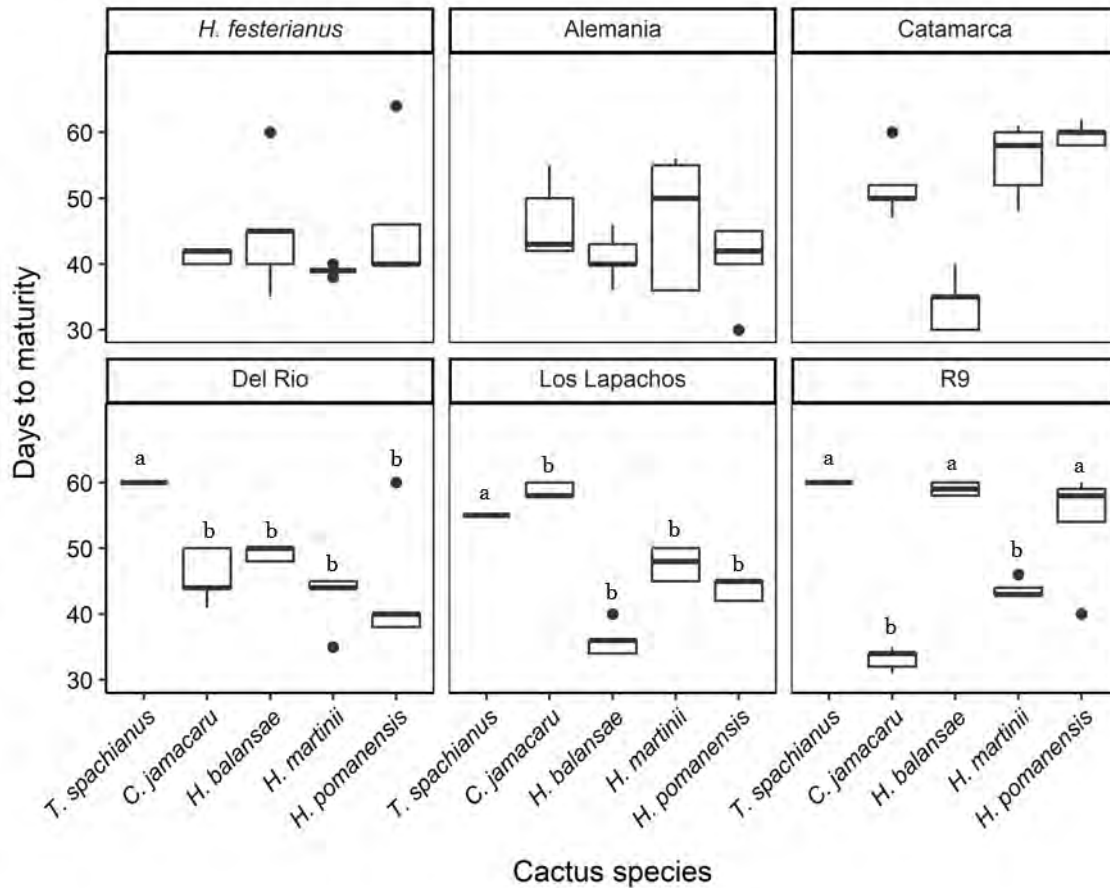 H. festerianus
Alemania
Catamarca
60
50
40
30
Days to maturity
Del Rio
Los Lapachos
R9
a
b
b
b
b
a
b
b
b
b
a
b
a
b
a
60
50
40
30
T. spachianus
C. jamacaru
H. balansae
H. martinii
H. pomanensis
T. spachianus
C. jamacaru
H. balansae
H. martinii
H. pomanensis
T. spachianus
C. jamacaru
H. balansae
H. martinii
H. pomanensis
Cactus species